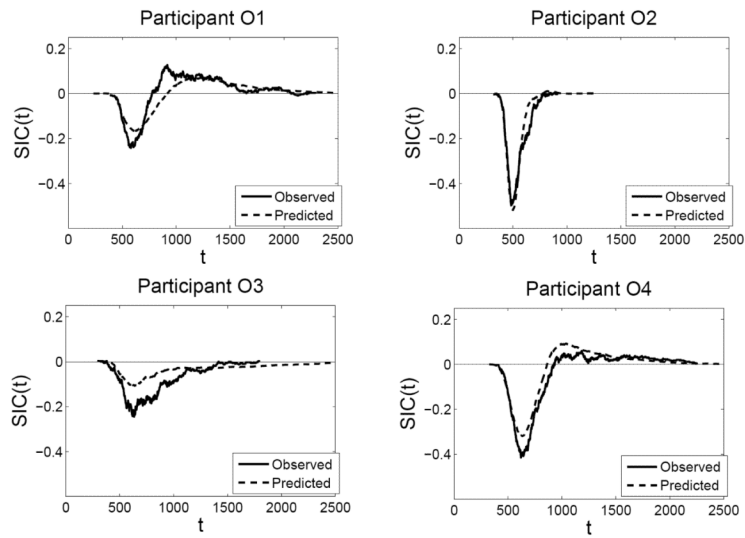 Participant O1
0.2
0
−0.2
−0.4
SIC(t)
Observed
Predicted
0 500 1000 1500 2000 2500
t
Participant O2
0.2
0
−0.2
−0.4
SIC(t)
Observed
Predicted
0 500 1000 1500 2000 2500
t
Participant O3
0.2
0
−0.2
−0.4
SIC(t)
Observed
Predicted
0 500 1000 1500 2000 2500
t
Participant O4
0.2
0
−0.2
−0.4
SIC(t)
Observed
Predicted
0 500 1000 1500 2000 2500
t